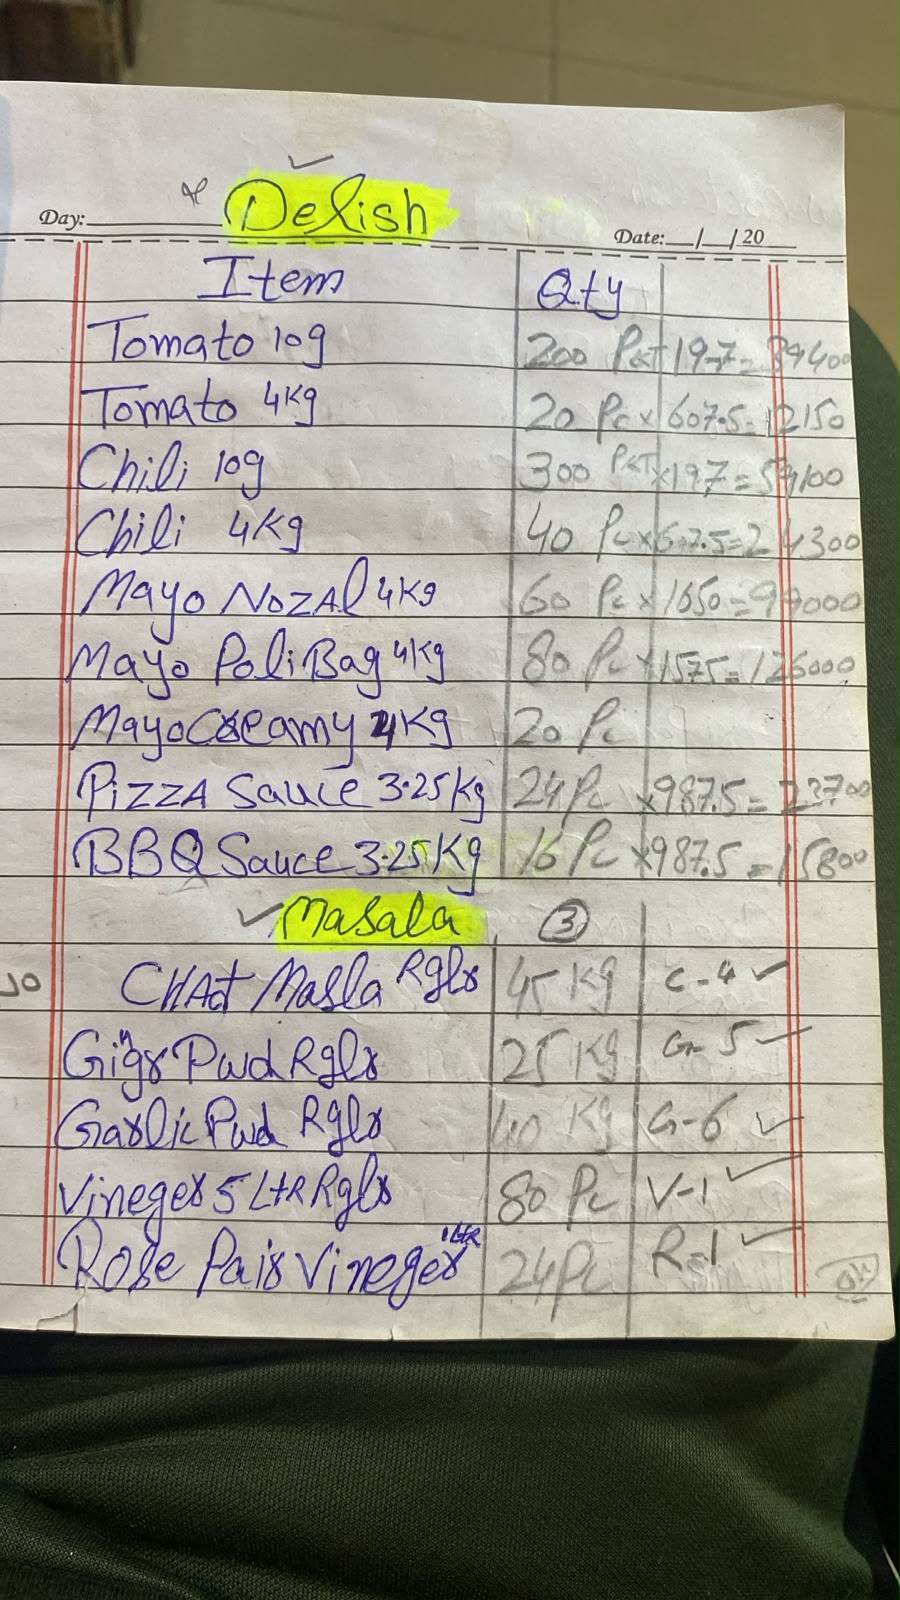 Delish
Day: Date: / / 20
Item Qty
Tomato 10g 200 PKT 197 = 39400
Tomato 4Kg 20 Pc × 607.5 = 12150
Chili 10g 300 PKT × 197 = 59100
Chili 4Kg 40 Pc × 607.5 = 24300
Mayo NOZAl 4Kg 60 Pc × 1650 = 99000
Mayo Poli Bag 4Kg 80 Pc × 1575 = 126000
Mayo Creamy 4Kg 20 Pc
PiZZA Sauce 3.25Kg 24 Pc × 987.5 = 23700
BBQ Sauce 3.25Kg 16 Pc × 987.5 = 15800
Masala 3
CHAt Masla Rglr 45 Kg C-4
Gingr Pwd Rglr 25 Kg G-5
Garlic Pwd Rglr 40 Kg G-6
Vineger 5 LtR Rglr 80 Pc V-1
Rose Pair Vineger 1LtR 24 Pc R-1